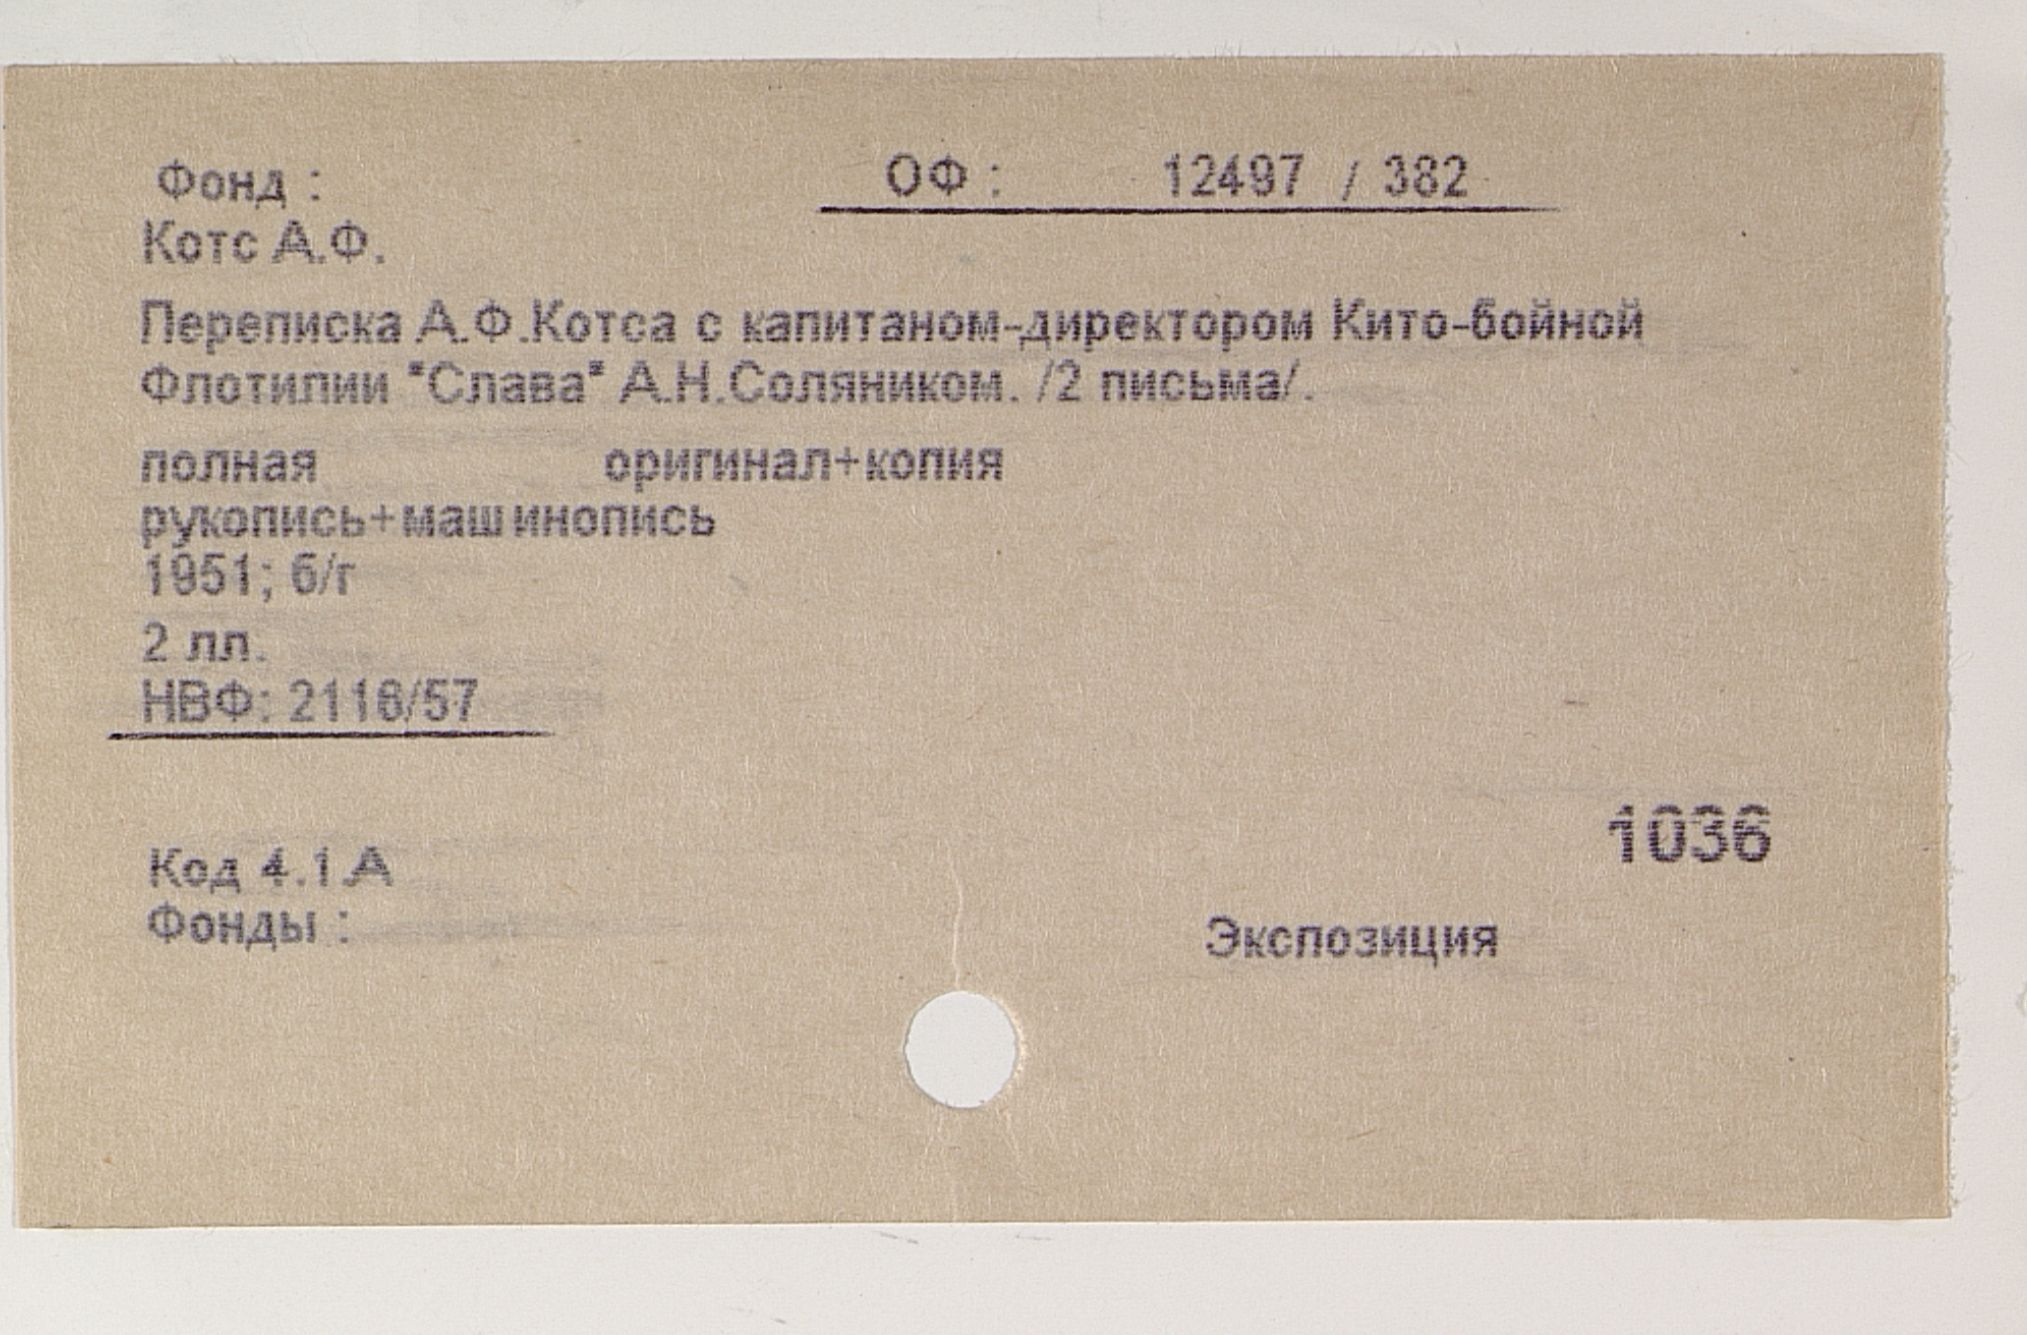 Фонд : ОФ : 12497 / 382
Котс А.Ф.
Переписка А.Ф.Котса с капитаном-директором Кито-бойной
Флотилии "Слава" А.Н.Соляником. /2 письма/.
полная оригинал+копия
рукопись+машинопись
1951; б/г
2 лл.
НВФ: 2116/57
1036
Код 4.1.А
Фонды : Экспозиция